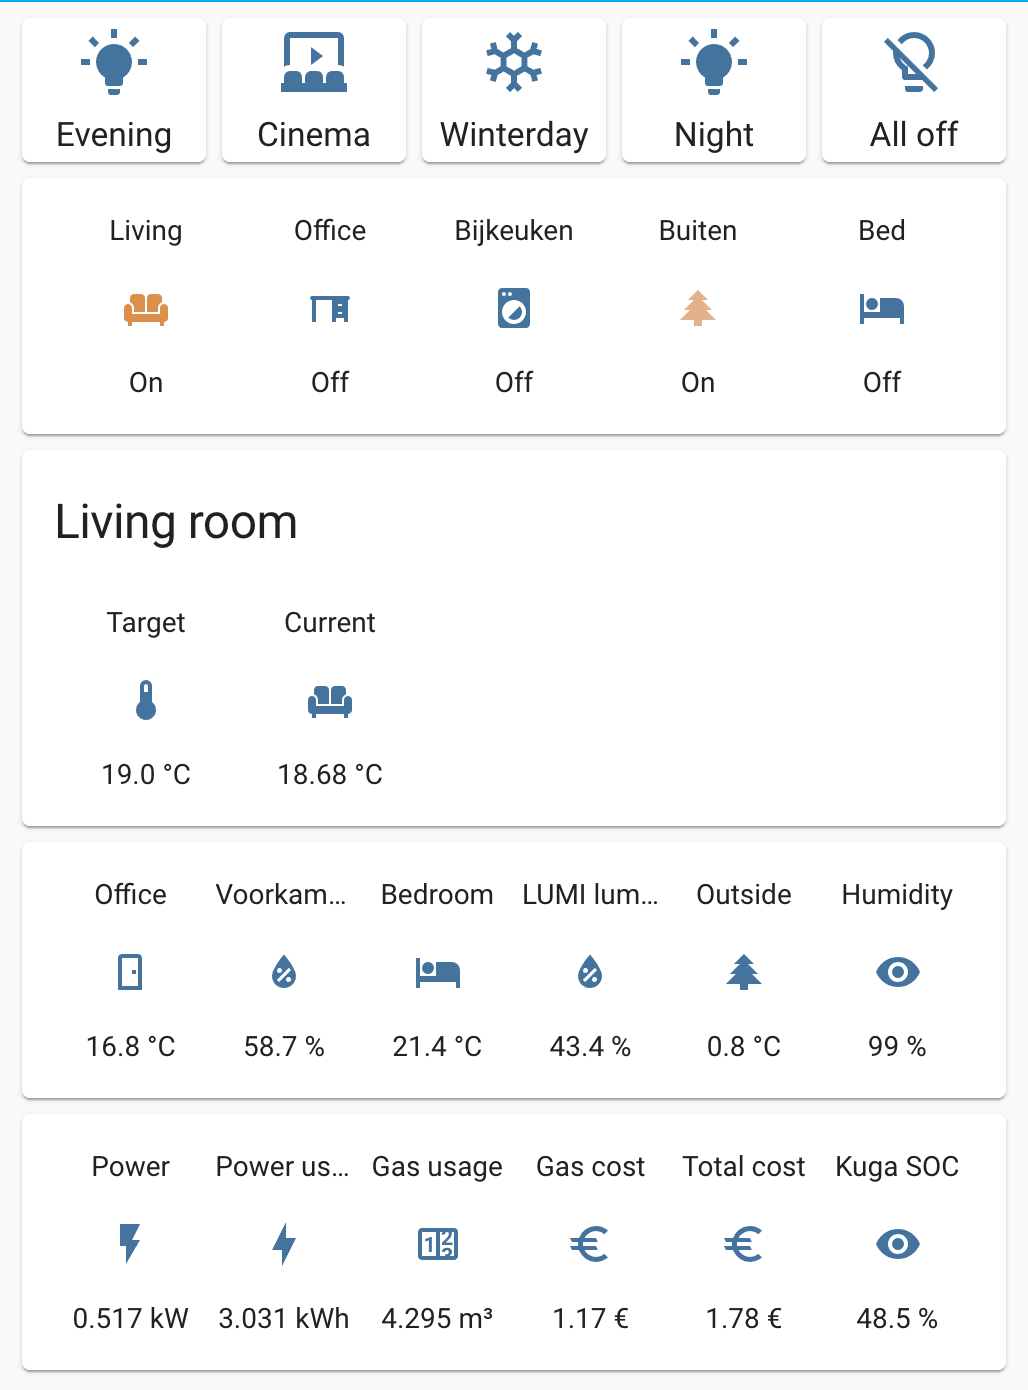 Evening Cinema Winterday Night All off
Living Office Bijkeuken Buiten Bed
On Off Off On Off
Living room
Target Current
19.0 °C 18.68 °C
Office Voorkam... Bedroom LUMI lum... Outside Humidity
16.8 °C 58.7 % 21.4 °C 43.4 % 0.8 °C 99 %
Power Power us... Gas usage Gas cost Total cost Kuga SOC
0.517 kW 3.031 kWh 4.295 m³ 1.17 € 1.78 € 48.5 %